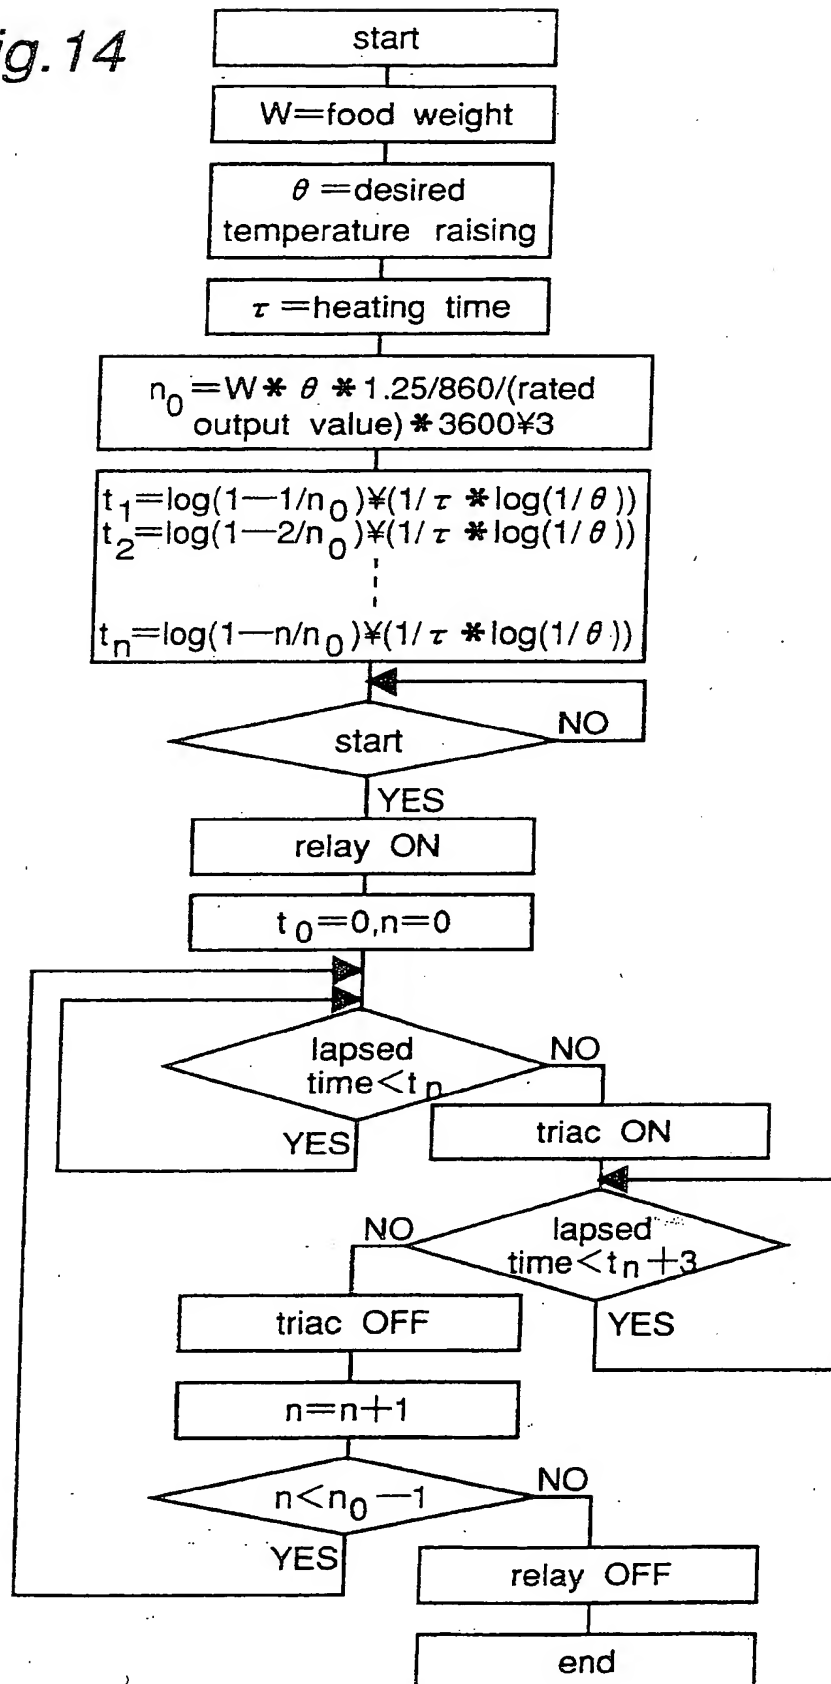 ig.14
start
W=food weight
θ=desired
temperature raising
τ=heating time
n₀=W* θ *1.25/860/(rated
output value)*3600¥3
t₁=log(1—1/n₀)¥(1/τ *log(1/θ))
t₂=log(1—2/n₀)¥(1/τ *log(1/θ))
tₙ=log(1—n/n₀)¥(1/τ *log(1/θ))
start
NO
YES
relay ON
t₀=0,n=0
lapsed
time<tₙ
NO
YES
triac ON
lapsed
time<tₙ+3
NO
YES
triac OFF
n=n+1
n<n₀—1
NO
YES
relay OFF
end